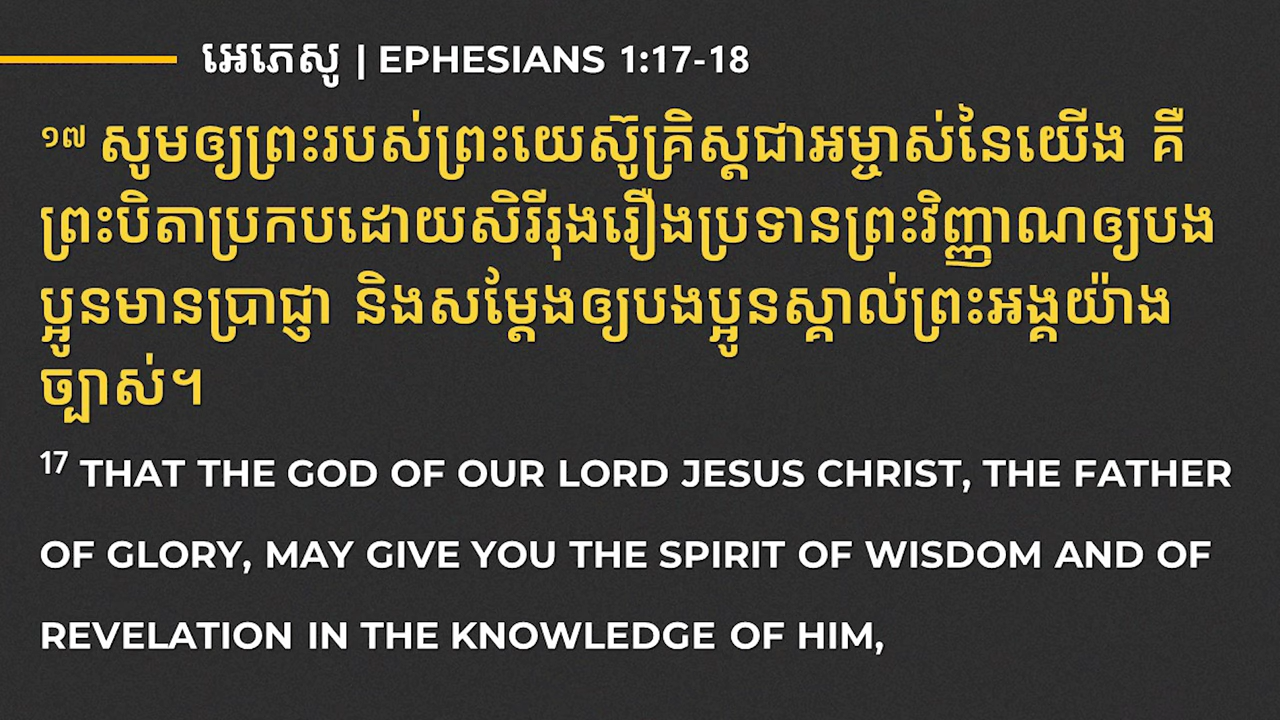 អេភេសូ | EPHESIANS 1:17-18
១៧ សូមឲ្យព្រះរបស់ព្រះយេស៊ូគ្រិស្តជាអម្ចាស់នៃយើង គឺ
ព្រះបិតាប្រកបដោយសិរីរុងរឿងប្រទានព្រះវិញ្ញាណឲ្យបង
ប្អូនមានប្រាជ្ញា និងសម្តែងឲ្យបងប្អូនស្គាល់ព្រះអង្គយ៉ាង
ច្បាស់។
17 THAT THE GOD OF OUR LORD JESUS CHRIST, THE FATHER
OF GLORY, MAY GIVE YOU THE SPIRIT OF WISDOM AND OF
REVELATION IN THE KNOWLEDGE OF HIM,